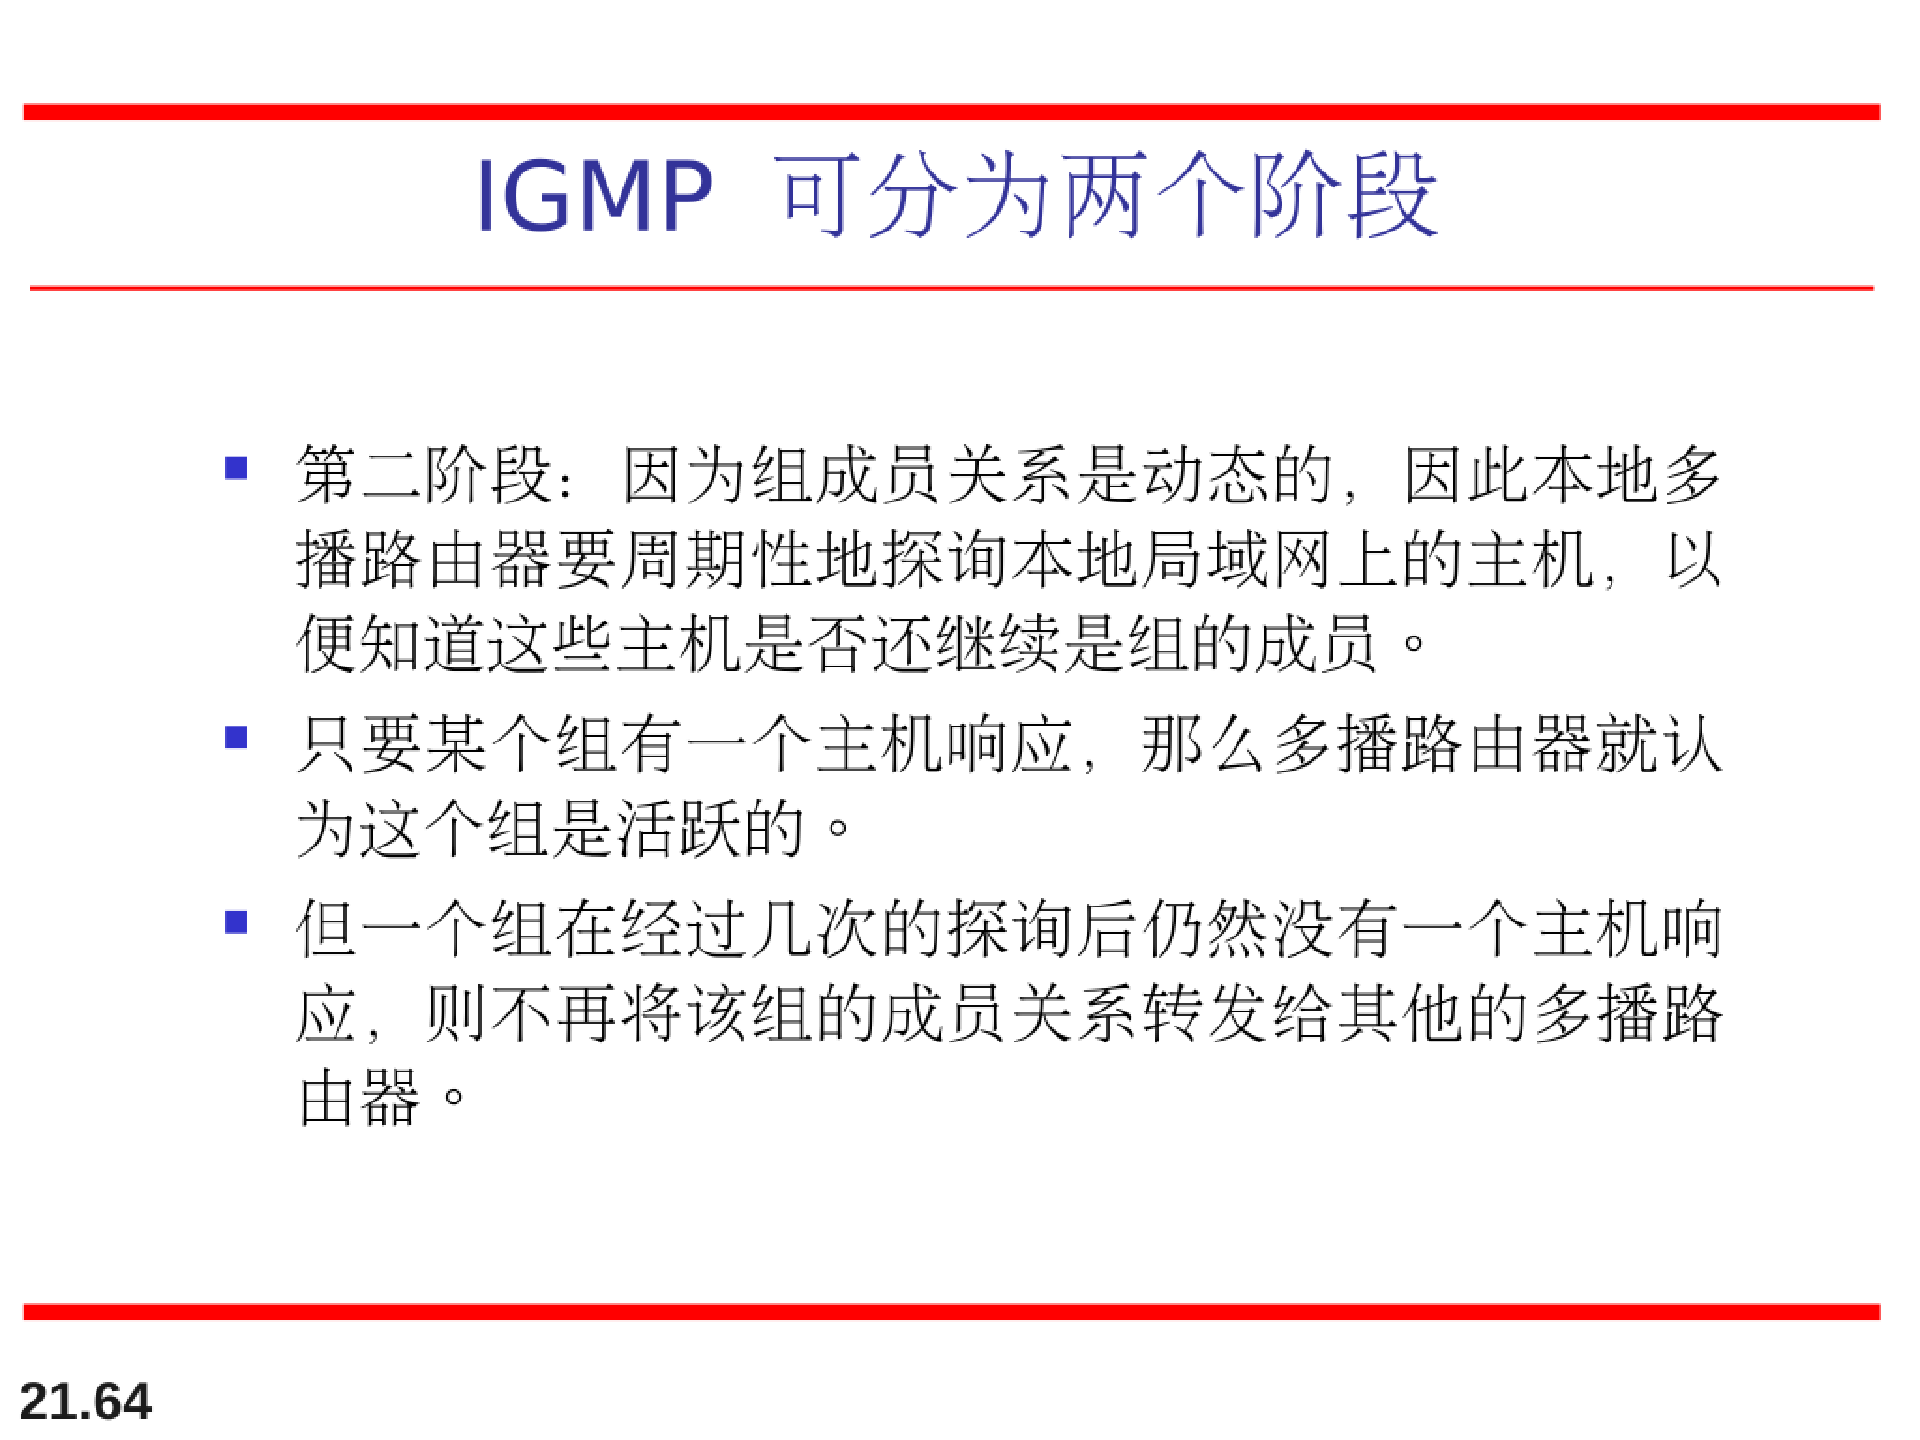 IGMP 可分为两个阶段
第二阶段：因为组成员关系是动态的，因此本地多
播路由器要周期性地探询本地局域网上的主机，以
便知道这些主机是否还继续是组的成员。
只要某个组有一个主机响应，那么多播路由器就认
为这个组是活跃的。
但一个组在经过几次的探询后仍然没有一个主机响
应，则不再将该组的成员关系转发给其他的多播路
由器。
21.64